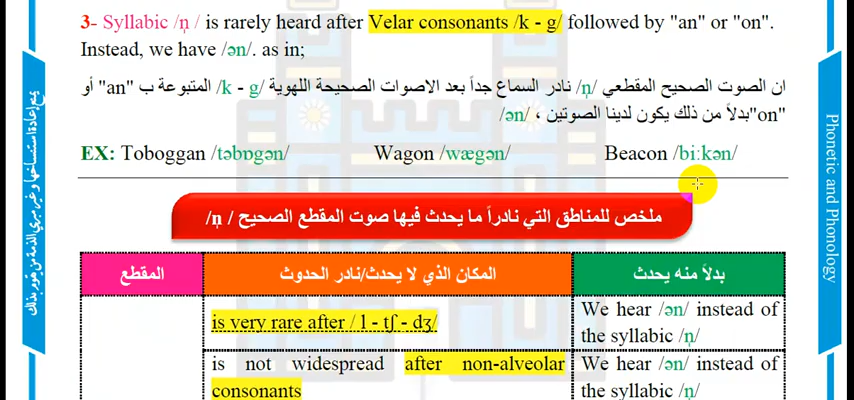 3- Syllabic /n̩ / is rarely heard after Velar consonants /k - g/ followed by "an" or "on".
Instead, we have /ən/. as in;
ان الصوت الصحيح المقطعي /n̩/ نادر السماع جداً بعد الاصوات الصحيحة اللهوية /k - g/ المتبوعة ب "an" أو
"on" بدلاً من ذلك يكون لدينا الصوتين ، /ən/
EX: Toboggan /təbɒgən/ Wagon /wægən/ Beacon /biːkən/
ملخص للمناطق التي نادراً ما يحدث فيها صوت المقطع الصحيح / n̩/
المقطع المكان الذي لا يحدث/نادر الحدوث بدلاً منه يحدث
is very rare after / l - tʃ - dʒ/
We hear /ən/ instead of
the syllabic /n̩/
is not widespread after non-alveolar
consonants
We hear /ən/ instead of
the syllabic /n̩/
Phonetic and Phonology